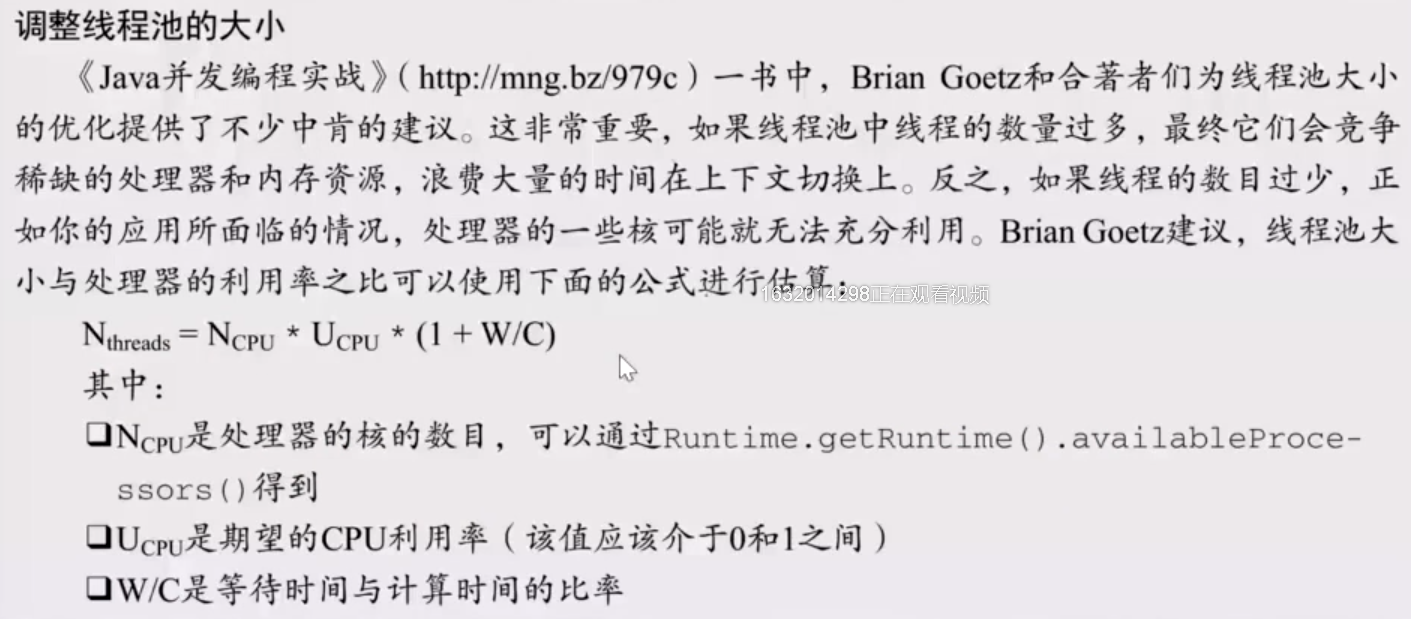 调整线程池的大小
《Java并发编程实战》（http://mng.bz/979c）一书中，Brian Goetz和合著者们为线程池大小
的优化提供了不少中肯的建议。这非常重要，如果线程池中线程的数量过多，最终它们会竞争
稀缺的处理器和内存资源，浪费大量的时间在上下文切换上。反之，如果线程的数目过少，正
如你的应用所面临的情况，处理器的一些核可能就无法充分利用。Brian Goetz建议，线程池大
小与处理器的利用率之比可以使用下面的公式进行估算：
1632014298正在观看视频
Nthreads = NCPU * UCPU * (1 + W/C)
其中：
❏NCPU是处理器的核的数目，可以通过Runtime.getRuntime().availableProce-
ssors()得到
❏UCPU是期望的CPU利用率（该值应该介于0和1之间）
❏W/C是等待时间与计算时间的比率